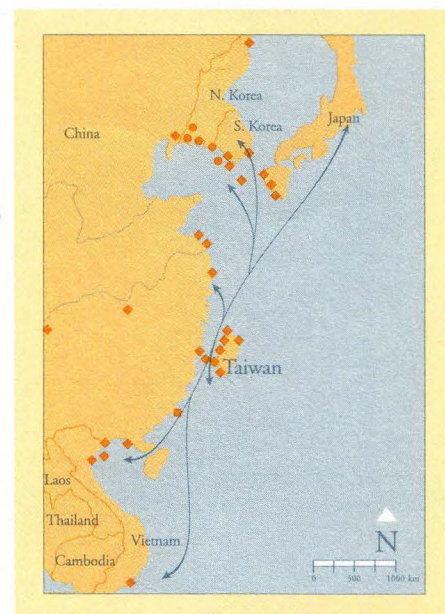 N. Korea
China
S. Korea
Japan
Taiwan
Laos
Thailand
Vietnam
Cambodia
N
0 500 1000 km